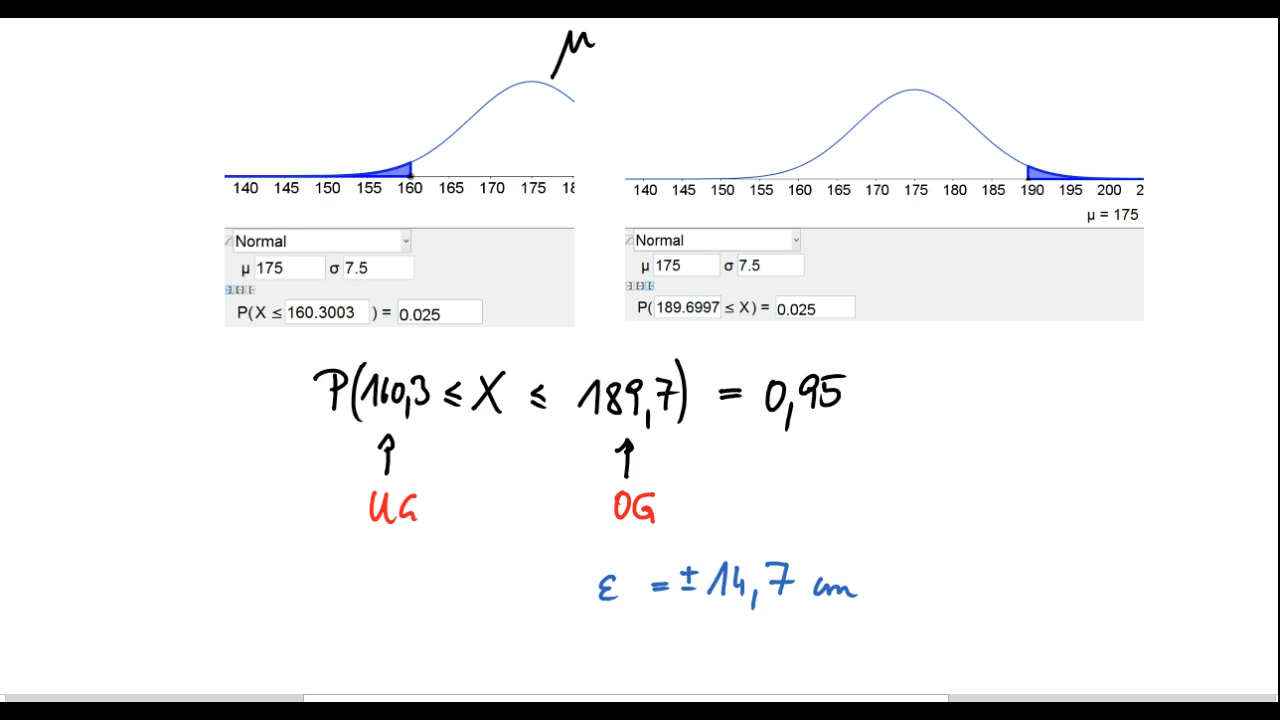 μ
140 145 150 155 160 165 170 175 18
Normal
μ 175 σ 7.5
P(X ≤ 160.3003 ) = 0.025
140 145 150 155 160 165 170 175 180 185 190 195 200 2
μ = 175
Normal
μ 175 σ 7.5
P( 189.6997 ≤ X) = 0.025
P(160,3 ≤ X ≤ 189,7) = 0,95
↑ ↑
UG OG
ε = ± 14,7 cm